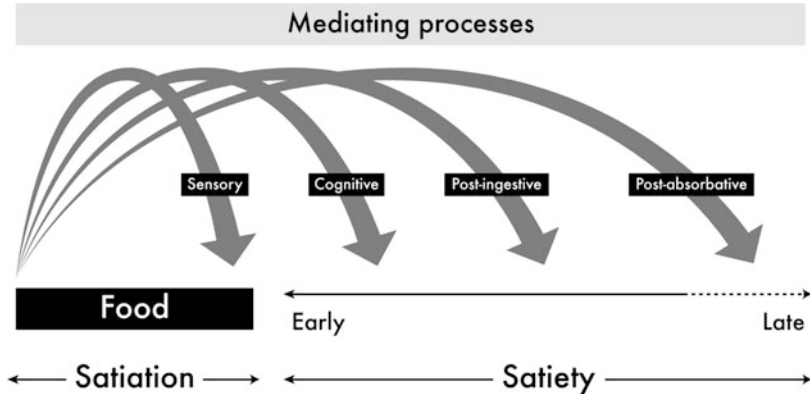 Mediating processes
Sensory
Cognitive
Post-ingestive
Post-absorbative
Food
Early
Late
Satiation
Satiety